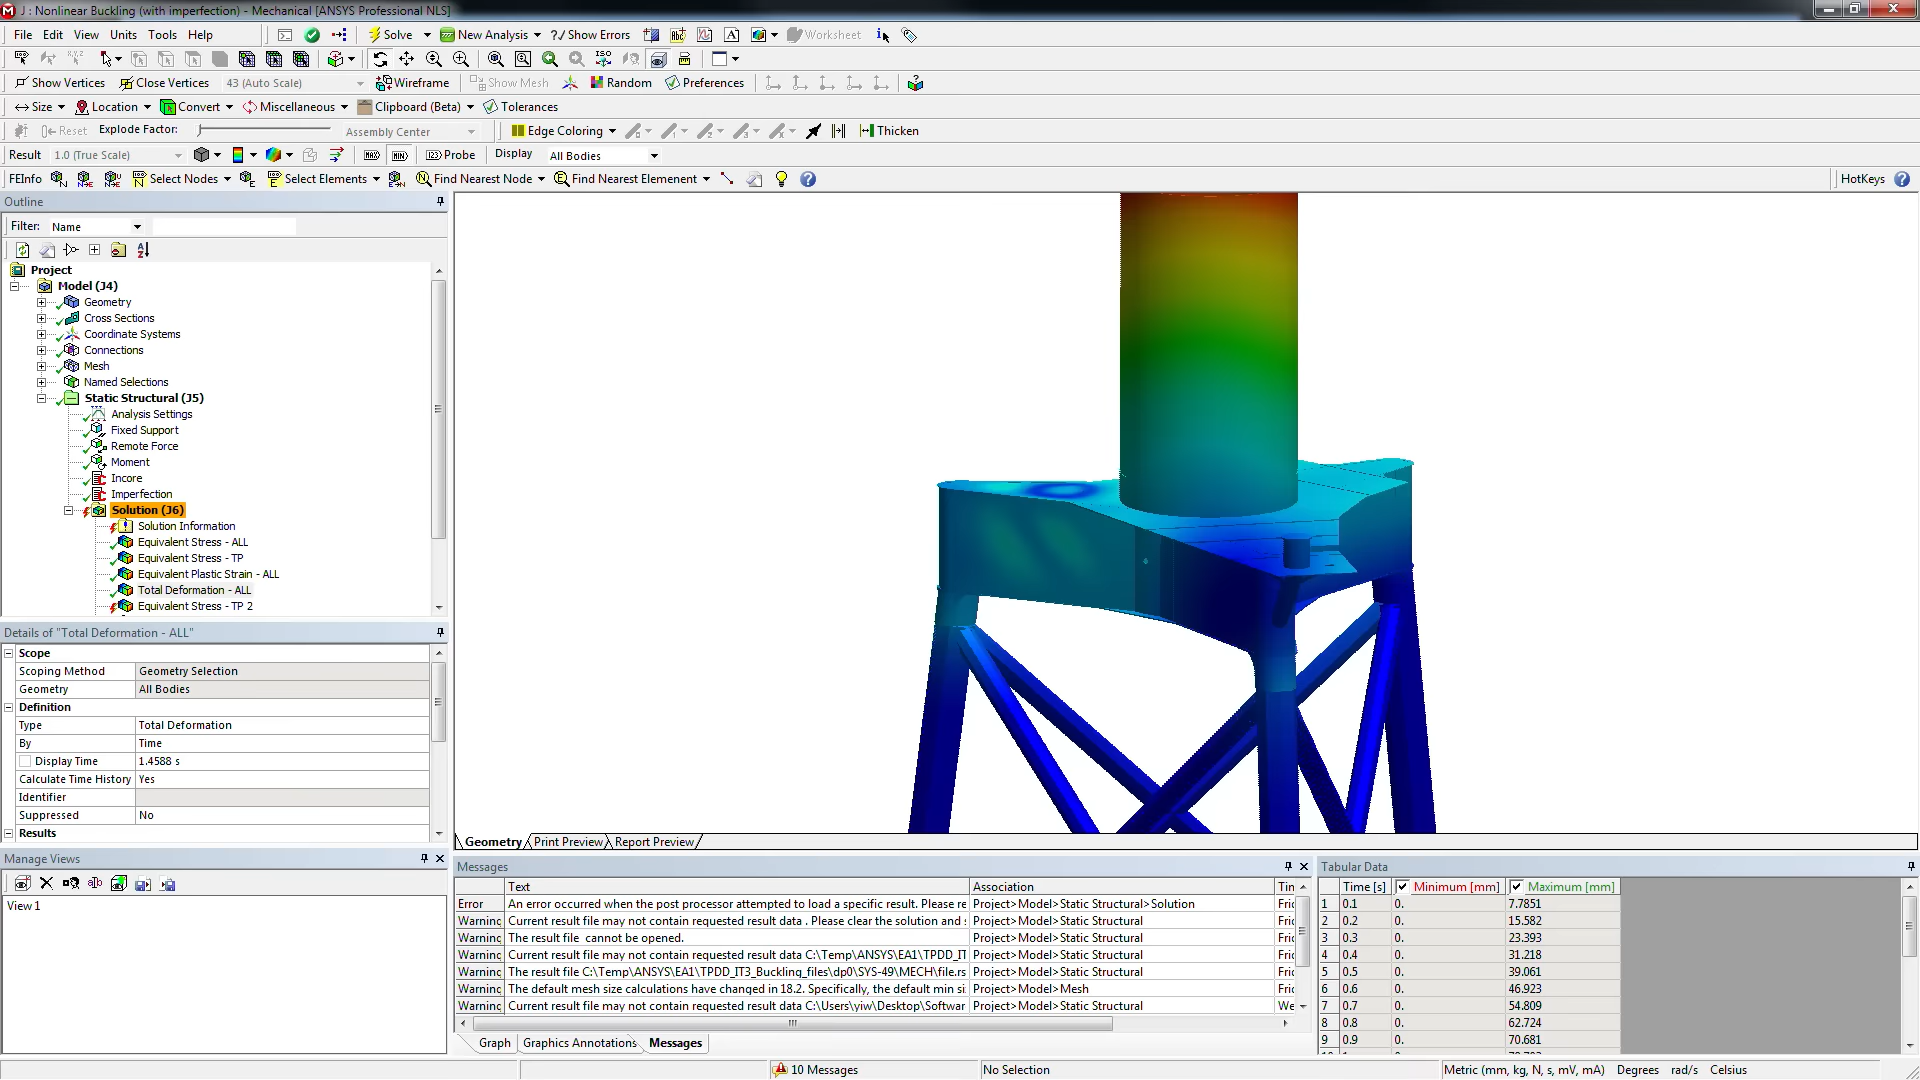 J : Nonlinear Buckling (with imperfection) - Mechanical [ANSYS Professional NLS]
File Edit View Units Tools Help Solve New Analysis ?/ Show Errors A Worksheet
Show Vertices Close Vertices 43 (Auto Scale) Wireframe Show Mesh Random Preferences
Size Location Convert Miscellaneous Clipboard (Beta) Tolerances
Reset Explode Factor: Assembly Center Edge Coloring Thicken
Result 1.0 (True Scale) MAX MIN Probe Display All Bodies
FEInfo Select Nodes Select Elements Find Nearest Node Find Nearest Elemenent HotKeys
Outline
Filter: Name
Project
Model (J4)
Geometry
Cross Sections
Coordinate Systems
Connections
Mesh
Named Selections
Static Structural (J5)
Analysis Settings
Fixed Support
Remote Force
Moment
Incore
Imperfection
Solution (J6)
Solution Information
Equivalent Stress - ALL
Equivalent Stress - TP
Equivalent Plastic Strain - ALL
Total Deformation - ALL
Equivalent Stress - TP 2
Details of "Total Deformation - ALL"
Scope
Scoping Method Geometry Selection
Geometry All Bodies
Definition
Type Total Deformation
By Time
Display Time 1.4588 s
Calculate Time History Yes
Identifier
Suppressed No
Results
Manage Views
View 1
Geometry Print Preview Report Preview
Messages
Text Association Tin
Error An error occurred when the post processor attempted to load a specific result. Please re Project>Model>Static Structural>Solution Fric
Warning Current result file may not contain requested result data . Please clear the solution and s Project>Model>Static Structural Fric
Warning The result file cannot be opened. Project>Model>Static Structural Fric
Warning Current result file may not contain requested result data C:\Temp\ANSYS\EA1\TPDD_IT Project>Model>Static Structural Fric
Warning The result file C:\Temp\ANSYS\EA1\TPDD_IT3_Buckling_files\dp0\SYS-49\MECH\file.rs Project>Model>Static Structural Fric
Warning The default mesh size calculations have changed in 18.2. Specifically, the default min si Project>Model>Mesh Fric
Warning Current result file may not contain requested result data C:\Users\yiw\Desktop\Softwar Project>Model>Static Structural We
Graph Graphics Annotations Messages
Tabular Data
Time [s] Minimum [mm] Maximum [mm]
1 0.1 0. 7.7851
2 0.2 0. 15.582
3 0.3 0. 23.393
4 0.4 0. 31.218
5 0.5 0. 39.061
6 0.6 0. 46.923
7 0.7 0. 54.809
8 0.8 0. 62.724
9 0.9 0. 70.681
10 Messages No Selection Metric (mm, kg, N, s, mV, mA) Degrees rad/s Celsius